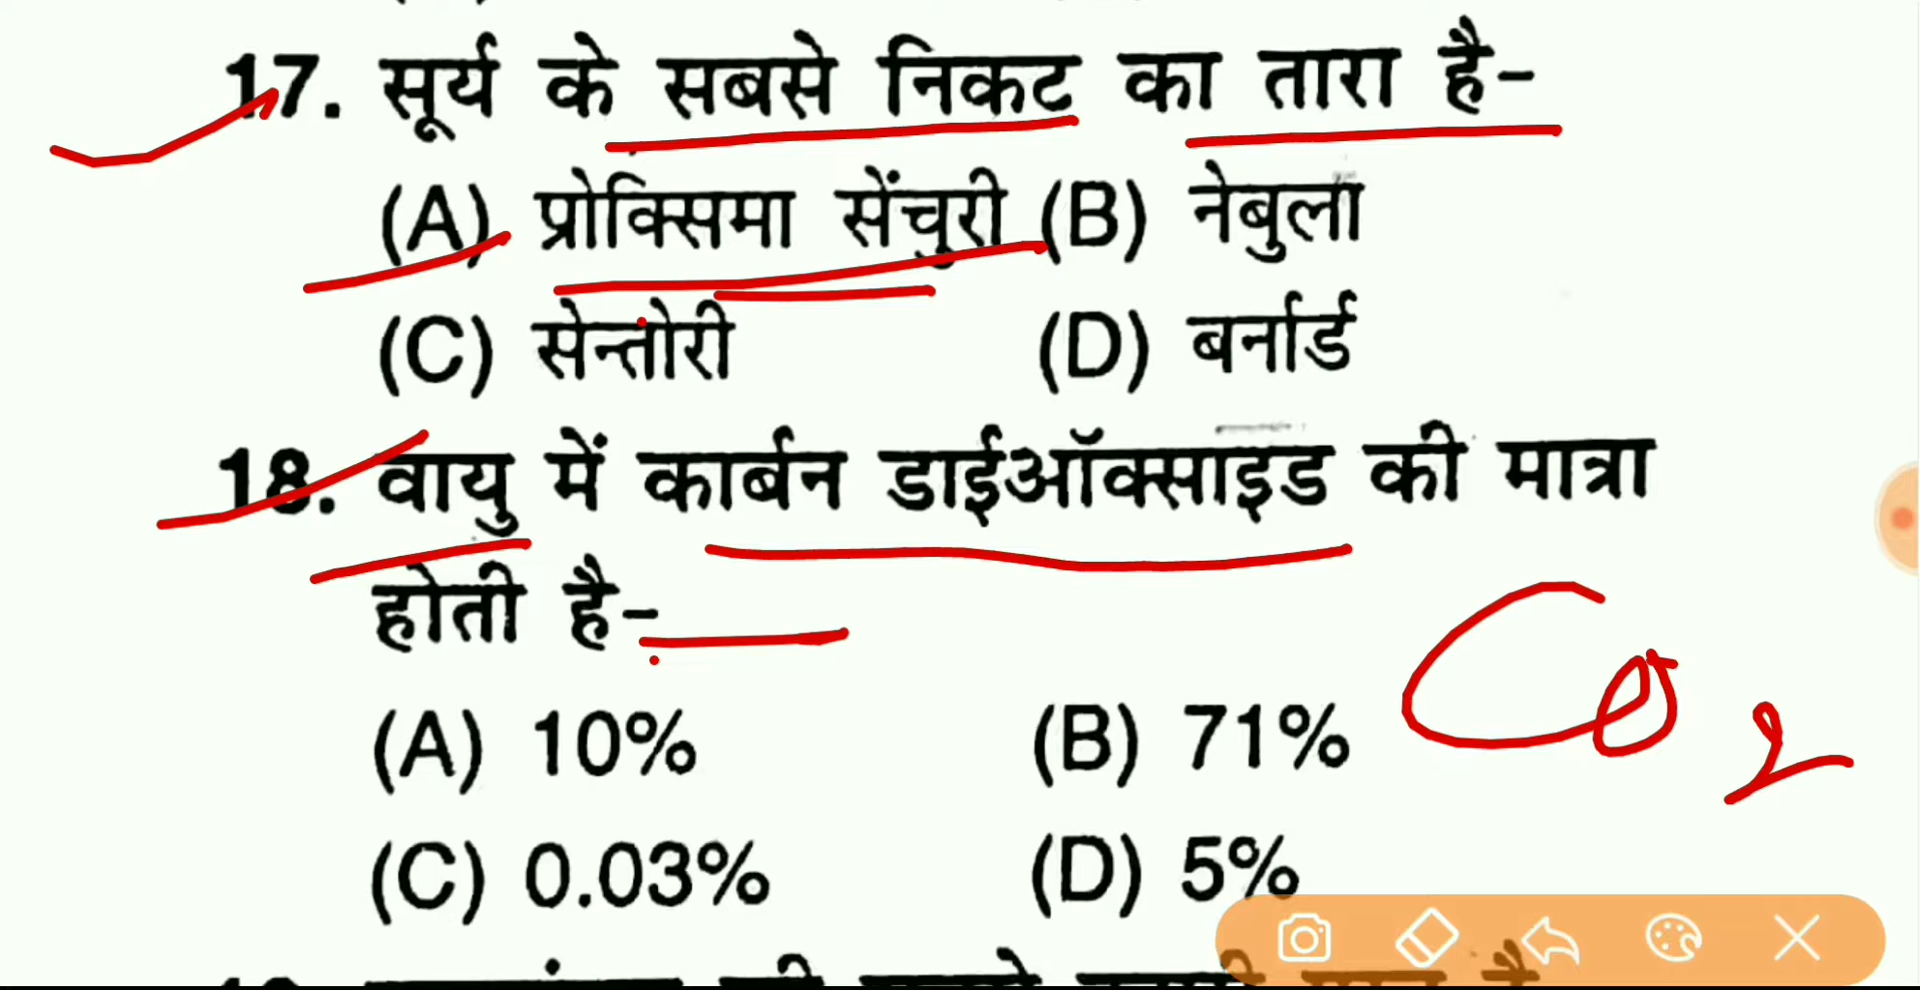 17. सूर्य के सबसे निकट का तारा है-
(A) प्रोक्सिमा सेंचुरी (B) नेबुला
(C) सेन्तोरी (D) बर्नार्ड
18. वायु में कार्बन डाईऑक्साइड की मात्रा
होती है-
(A) 10% (B) 71%
CO2
(C) 0.03% (D) 5%